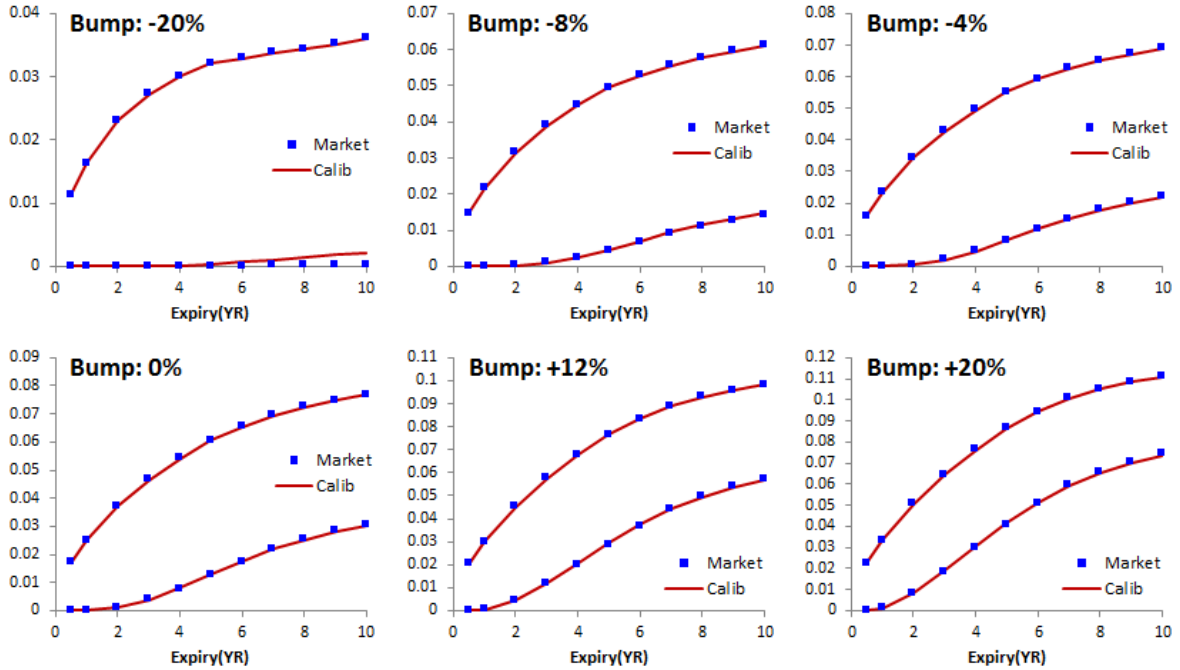 Bump: -20%
0.04
0.03
0.02
0.01
0
0 2 4 6 8 10
Expiry(YR)
Market
Calib
Bump: -8%
0.07
0.06
0.05
0.04
0.03
0.02
0.01
0
0 2 4 6 8 10
Expiry(YR)
Market
Calib
Bump: -4%
0.08
0.07
0.06
0.05
0.04
0.03
0.02
0.01
0
0 2 4 6 8 10
Expiry(YR)
Market
Calib
Bump: 0%
0.09
0.08
0.07
0.06
0.05
0.04
0.03
0.02
0.01
0
0 2 4 6 8 10
Expiry(YR)
Market
Calib
Bump: +12%
0.11
0.1
0.09
0.08
0.07
0.06
0.05
0.04
0.03
0.02
0.01
0
0 2 4 6 8 10
Expiry(YR)
Market
Calib
Bump: +20%
0.12
0.11
0.1
0.09
0.08
0.07
0.06
0.05
0.04
0.03
0.02
0.01
0
0 2 4 6 8 10
Expiry(YR)
Market
Calib